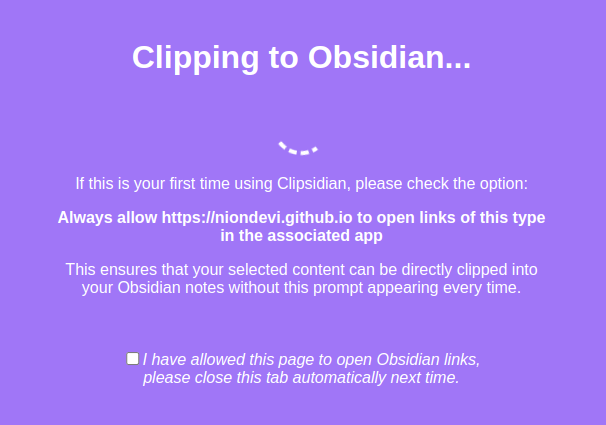 Clipping to Obsidian...
If this is your first time using Clipsidian, please check the option:
Always allow https://niondevi.github.io to open links of this type
in the associated app
This ensures that your selected content can be directly clipped into
your Obsidian notes without this prompt appearing every time.
I have allowed this page to open Obsidian links,
please close this tab automatically next time.